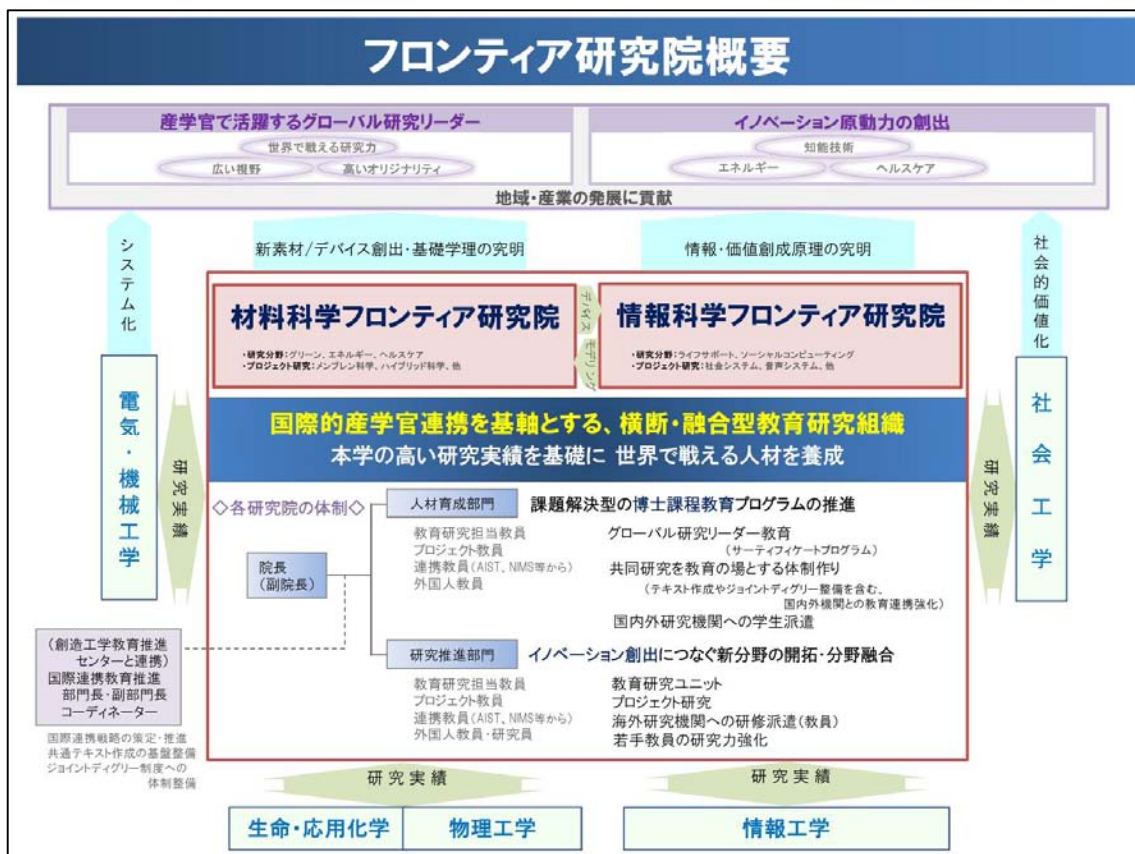 フロンティア研究院概要
産学官で活躍するグローバル研究リーダー
世界で戦える研究力
広い視野
高いオリジナリティ
イノベーション原動力の創出
知能技術
エネルギー
ヘルスケア
地域・産業の発展に貢献
システム化
新素材/デバイス創出・基礎学理の究明
情報・価値創成原理の究明
社会的価値化
材料科学フロンティア研究院
・研究分野:グリーン、エネルギー、ヘルスケア
・プロジェクト研究:メンブレン科学、ハイブリッド科学、他
デバイス
モデリング
情報科学フロンティア研究院
・研究分野:ライフサポート、ソーシャルコンピューティング
・プロジェクト研究:社会システム、音声システム、他
電気・機械工学
研究実績
国際的産学官連携を基軸とする、横断・融合型教育研究組織
本学の高い研究実績を基礎に 世界で戦える人材を養成
研究実績
社会工学
◇各研究院の体制◇
院長
(副院長)
人材育成部門
課題解決型の博士課程教育プログラムの推進
教育研究担当教員
プロジェクト教員
連携教員(AIST、NIMS等から)
外国人教員
グローバル研究リーダー教育
(サーティフィケートプログラム)
共同研究を教育の場とする体制作り
(テキスト作成やジョイントディグリー整備を含む、
国内外機関との教育連携強化)
国内外研究機関への学生派遣
研究推進部門
イノベーション創出につなぐ新分野の開拓・分野融合
教育研究担当教員
プロジェクト教員
連携教員(AIST、NIMS等から)
外国人教員・研究員
教育研究ユニット
プロジェクト研究
海外研究機関への研修派遣(教員)
若手教員の研究力強化
(創造工学教育推進
センターと連携)
国際連携教育推進
部門長・副部門長
コーディネーター
国際連携戦略の策定・推進
共通テキスト作成の基盤整備
ジョイントディグリー制度への
体制整備
研究実績
研究実績
生命・応用化学
物理工学
情報工学